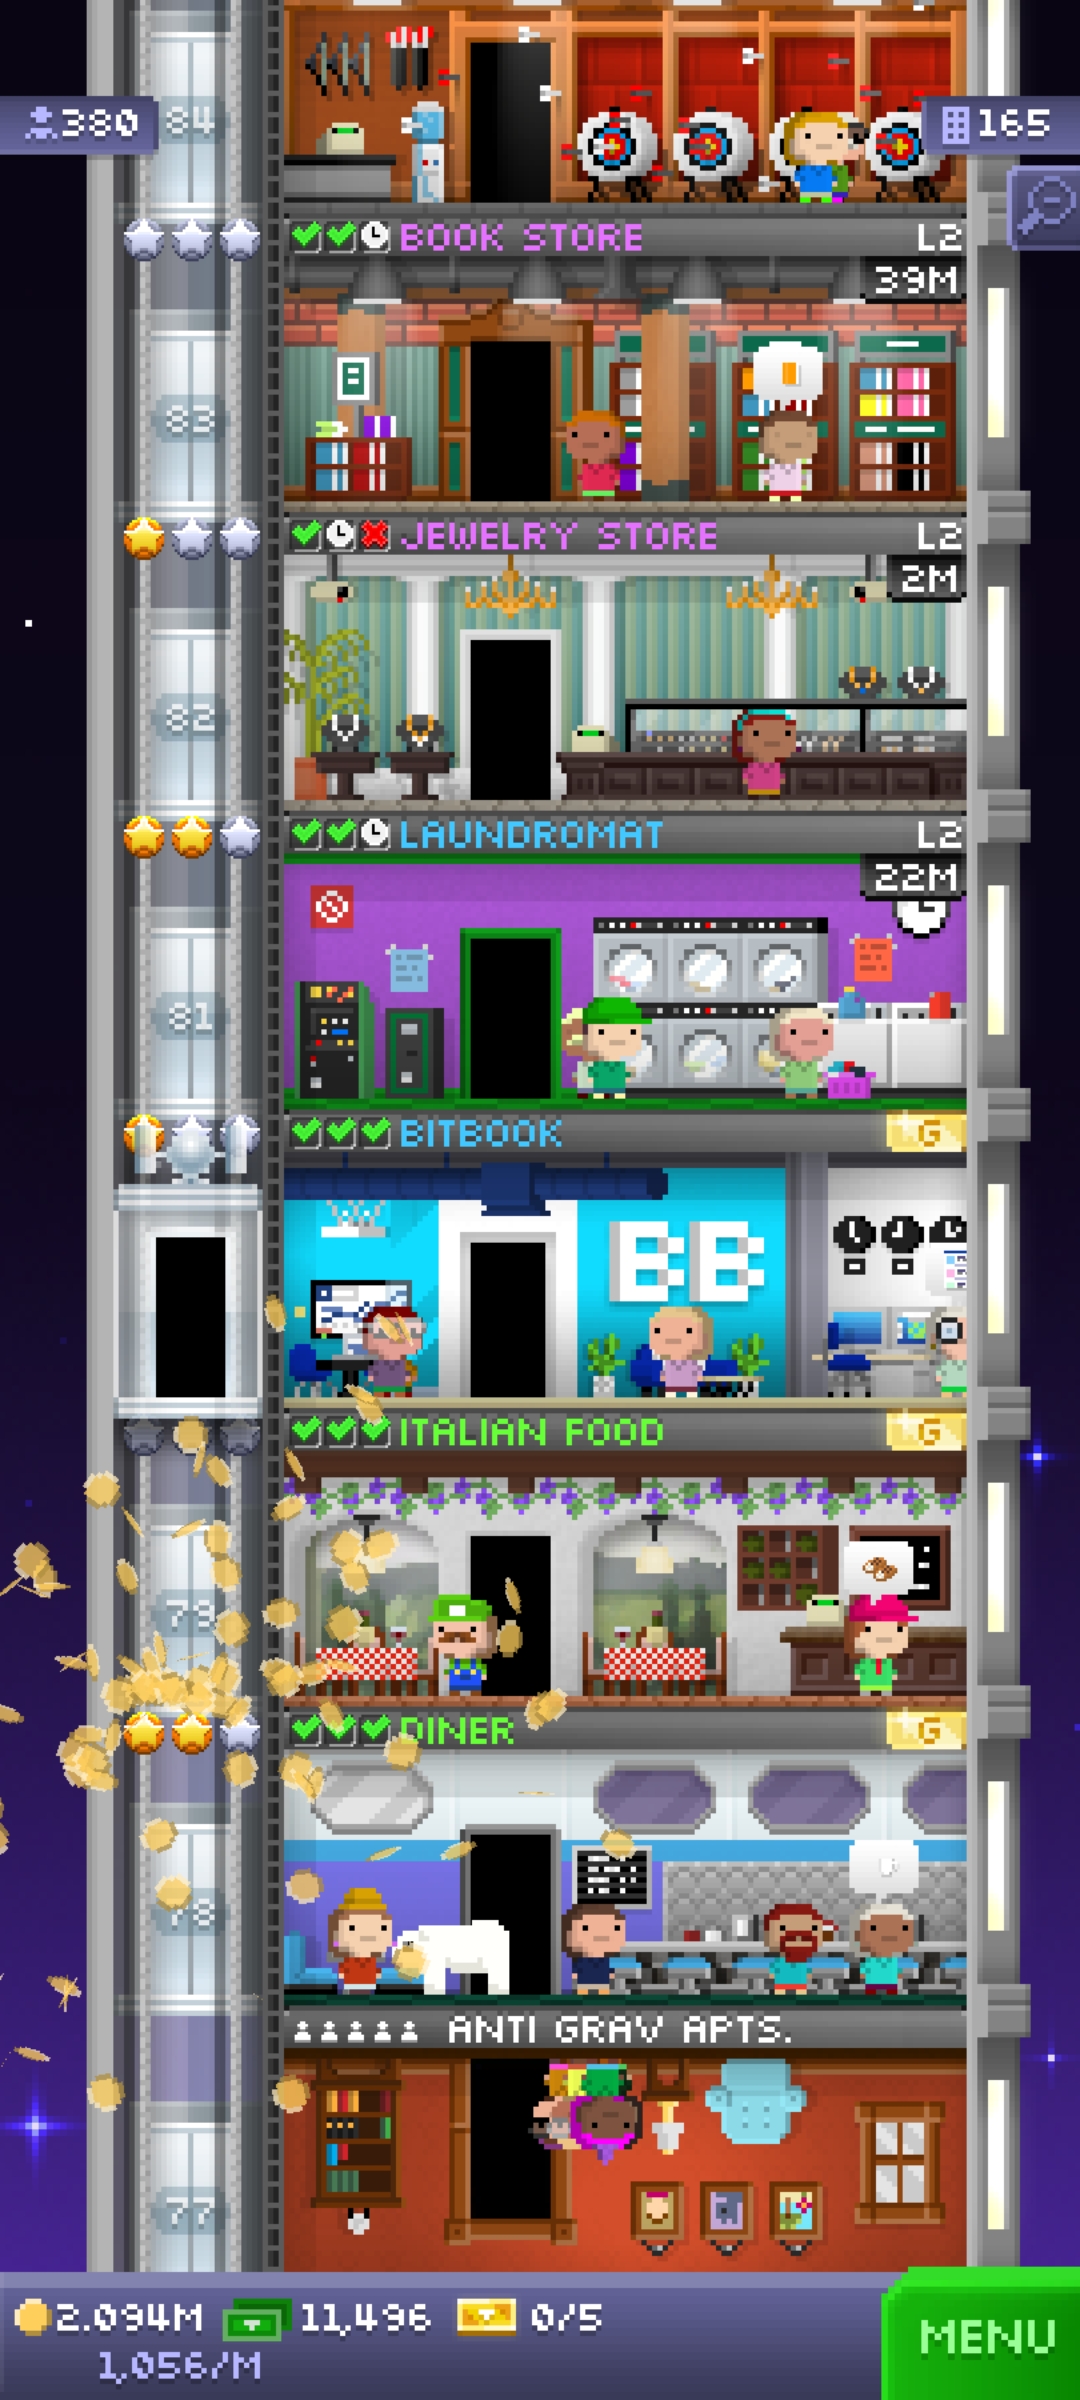 380
84
165
BOOK STORE
L2
39M
83
JEWELRY STORE
L2
2M
82
LAUNDROMAT
L2
22M
81
BITBOOK
G
BB
ITALIAN FOOD
G
79
DINER
G
78
ANTI GRAV APTS.
77
2.094M
11,496
0/5
1,056/M
MENU